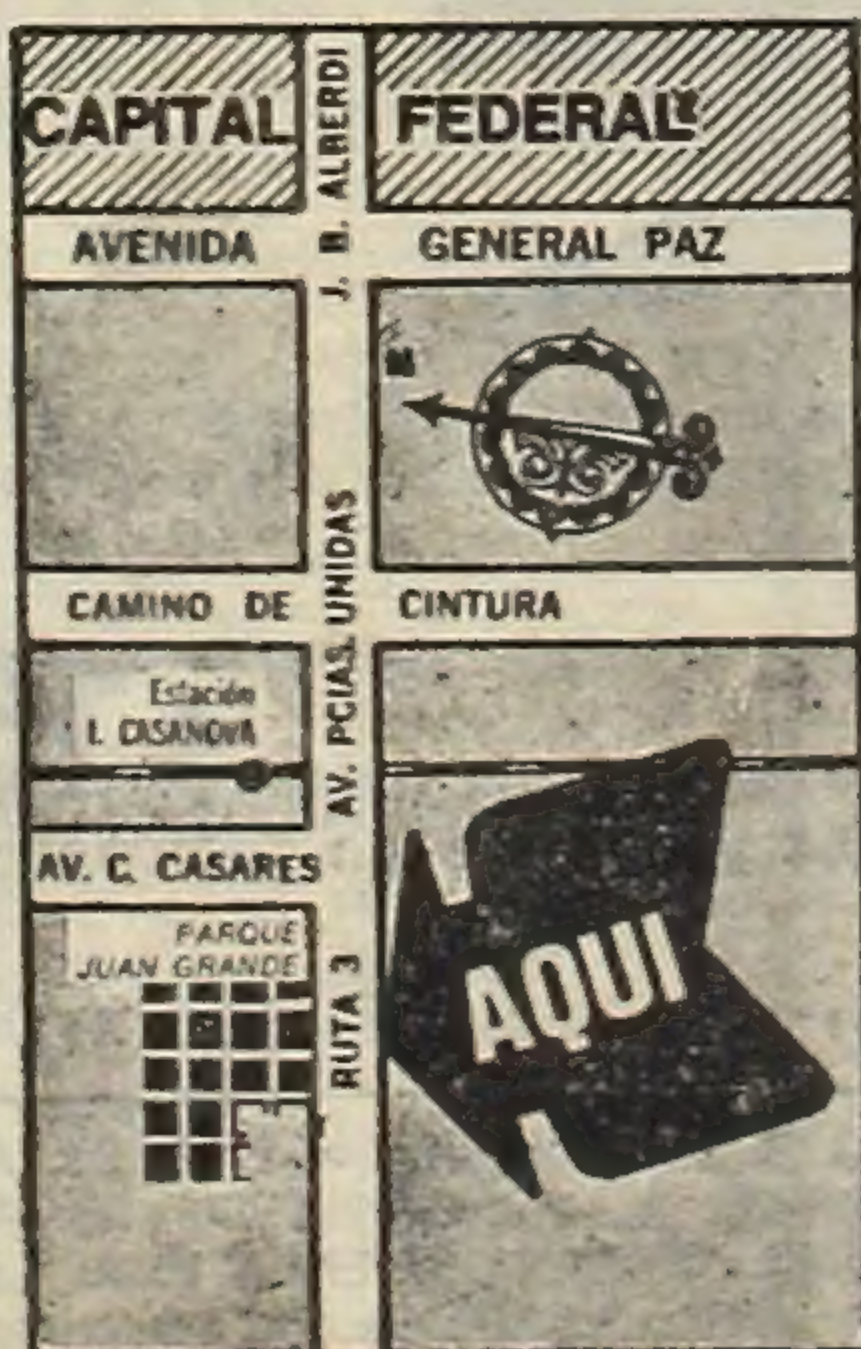 CAPITAL FEDERAL
J. B. ALBERDI
AVENIDA GENERAL PAZ
AV. PCIAS. UNIDAS
CAMINO DE CINTURA
Estación
I. CASANOVA
AV. C. CASARES
PARQUE
JUAN GRANDE
RUTA 3
AQUI